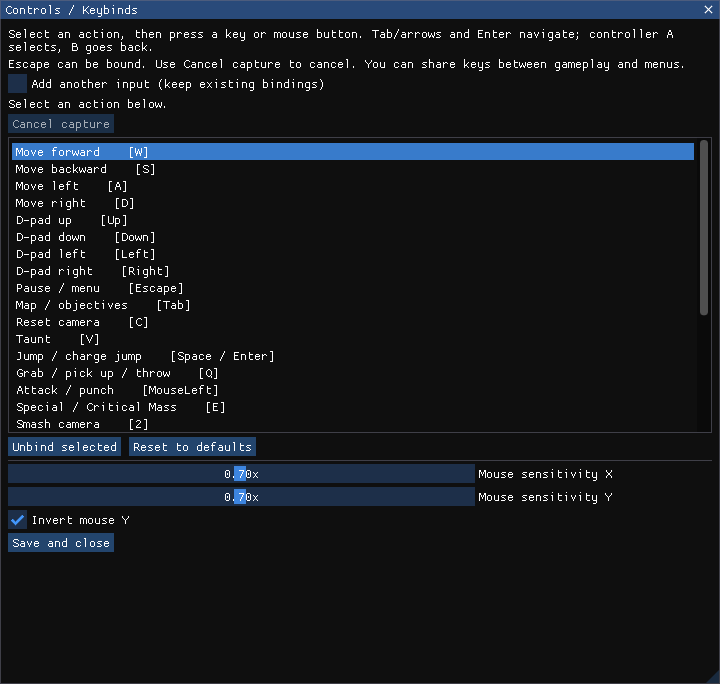 Controls / Keybinds
Select an action, then press a key or mouse button. Tab/arrows and Enter navigate; controller A
selects, B goes back.
Escape can be bound. Use Cancel capture to cancel. You can share keys between gameplay and menus.
Add another input (keep existing bindings)
Select an action below.
Cancel capture
Move forward [W]
Move backward [S]
Move left [A]
Move right [D]
D-pad up [Up]
D-pad down [Down]
D-pad left [Left]
D-pad right [Right]
Pause / menu [Escape]
Map / objectives [Tab]
Reset camera [C]
Taunt [V]
Jump / charge jump [Space / Enter]
Grab / pick up / throw [Q]
Attack / punch [MouseLeft]
Special / Critical Mass [E]
Smash camera [2]
Unbind selected Reset to defaults
0.70x Mouse sensitivity X
0.70x Mouse sensitivity Y
Invert mouse Y
Save and close